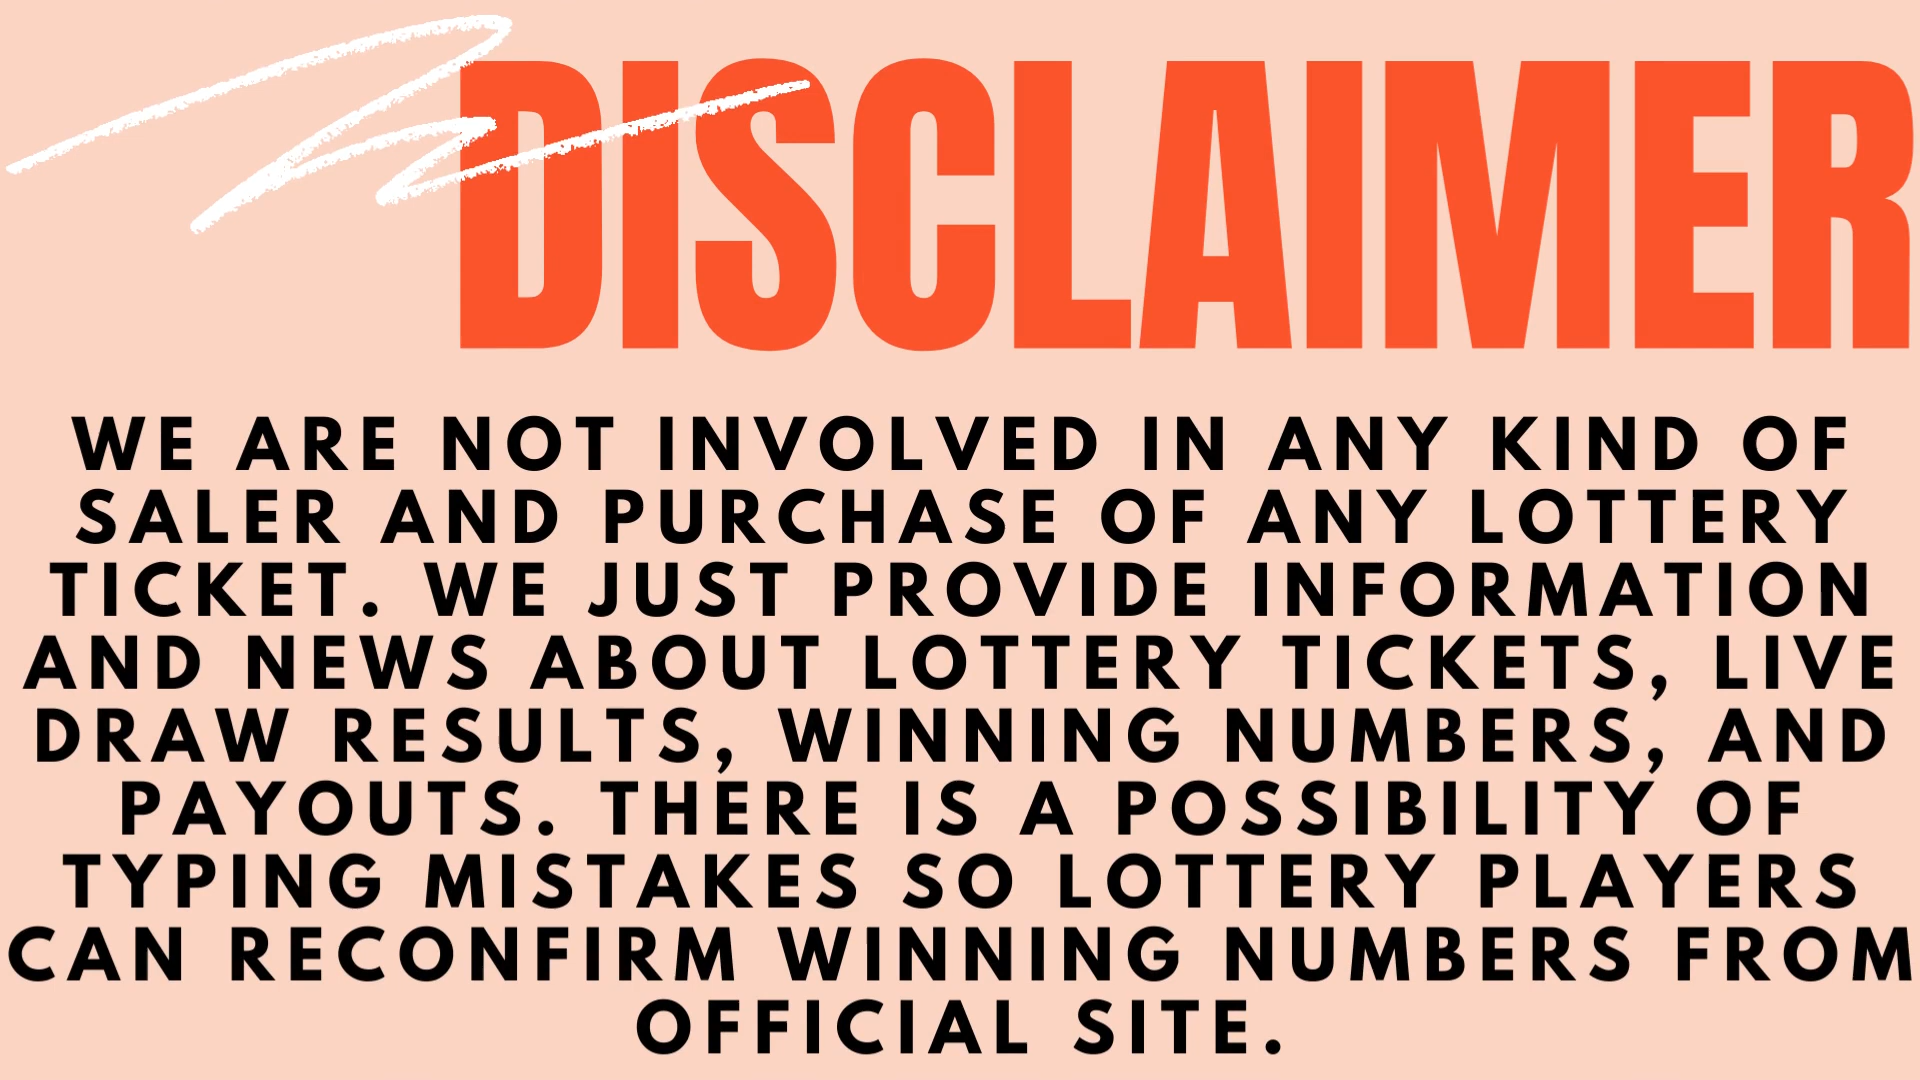 DISCLAIMER
WE ARE NOT INVOLVED IN ANY KIND OF
SALER AND PURCHASE OF ANY LOTTERY
TICKET. WE JUST PROVIDE INFORMATION
AND NEWS ABOUT LOTTERY TICKETS, LIVE
DRAW RESULTS, WINNING NUMBERS, AND
PAYOUTS. THERE IS A POSSIBILITY OF
TYPING MISTAKES SO LOTTERY PLAYERS
CAN RECONFIRM WINNING NUMBERS FROM
OFFICIAL SITE.